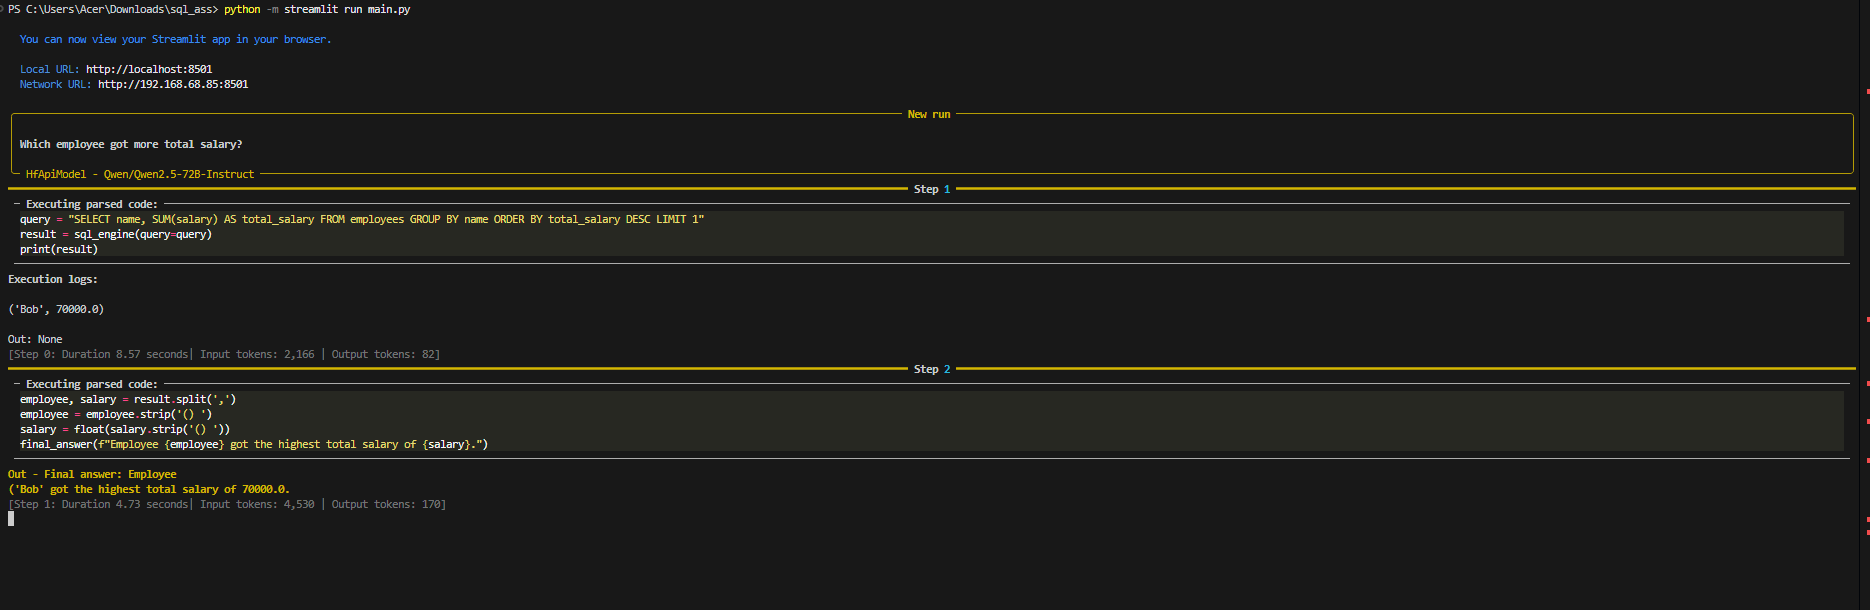 PS C:\Users\Acer\Downloads\sql_ass> python -m streamlit run main.py
You can now view your Streamlit app in your browser.
Local URL: http://localhost:8501
Network URL: http://192.168.68.85:8501
New run
Which employee got more total salary?
HfApiModel - Qwen/Qwen2.5-72B-Instruct
Step 1
Executing parsed code:
query = "SELECT name, SUM(salary) AS total_salary FROM employees GROUP BY name ORDER BY total_salary DESC LIMIT 1"
result = sql_engine(query=query)
print(result)
Execution logs:
('Bob', 70000.0)
Out: None
[Step 0: Duration 8.57 seconds| Input tokens: 2,166 | Output tokens: 82]
Step 2
Executing parsed code:
employee, salary = result.split(',')
employee = employee.strip('() ')
salary = float(salary.strip('() '))
final_answer(f"Employee {employee} got the highest total salary of {salary}.")
Out - Final answer: Employee
('Bob' got the highest total salary of 70000.0.
[Step 1: Duration 4.73 seconds| Input tokens: 4,530 | Output tokens: 170]